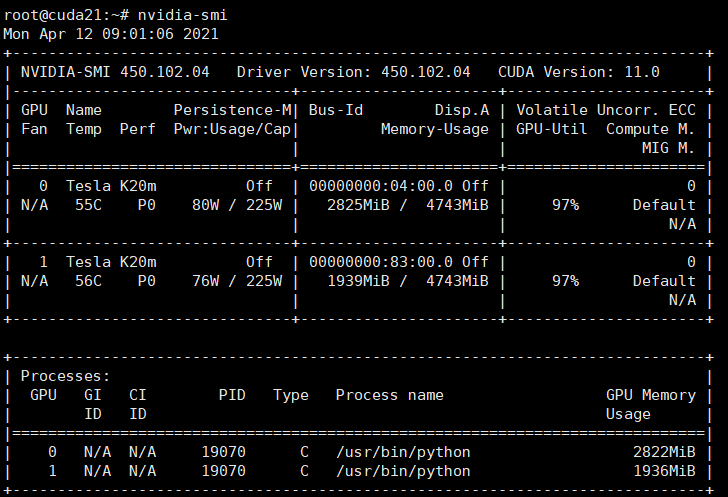 root@cuda21:~# nvidia-smi
Mon Apr 12 09:01:06 2021
+-----------------------------------------------------------------------------+
| NVIDIA-SMI 450.102.04   Driver Version: 450.102.04   CUDA Version: 11.0     |
|-------------------------------+----------------------+----------------------+
| GPU  Name        Persistence-M| Bus-Id        Disp.A | Volatile Uncorr. ECC |
| Fan  Temp  Perf  Pwr:Usage/Cap|         Memory-Usage | GPU-Util  Compute M. |
|                               |                      |               MIG M. |
|===============================+======================+======================|
|   0  Tesla K20m          Off  | 00000000:04:00.0 Off |                    0 |
| N/A   55C    P0    80W / 225W |   2825MiB /  4743MiB |     97%      Default |
|                               |                      |                  N/A |
+-------------------------------+----------------------+----------------------+
|   1  Tesla K20m          Off  | 00000000:83:00.0 Off |                    0 |
| N/A   56C    P0    76W / 225W |   1939MiB /  4743MiB |     97%      Default |
|                               |                      |                  N/A |
+-------------------------------+----------------------+----------------------+

+-----------------------------------------------------------------------------+
| Processes:                                                                  |
|  GPU   GI   CI        PID   Type   Process name                  GPU Memory |
|        ID   ID                                                   Usage      |
|=============================================================================|
|    0   N/A  N/A     19070      C   /usr/bin/python                  2822MiB |
|    1   N/A  N/A     19070      C   /usr/bin/python                  1936MiB |
+-----------------------------------------------------------------------------+